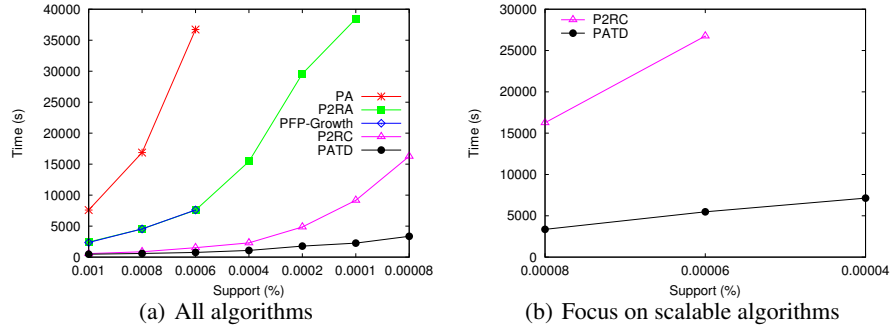 40000
35000
30000
25000
20000
15000
10000
5000
0
Time (s)
0.001
0.0008
0.0006
0.0004
0.0002
0.0001
0.00008
Support (%)
PA
P2RA
PFP-Growth
P2RC
PATD
(a) All algorithms
30000
25000
20000
15000
10000
5000
0
Time (s)
0.00008
0.00006
0.00004
Support (%)
P2RC
PATD
(b) Focus on scalable algorithms